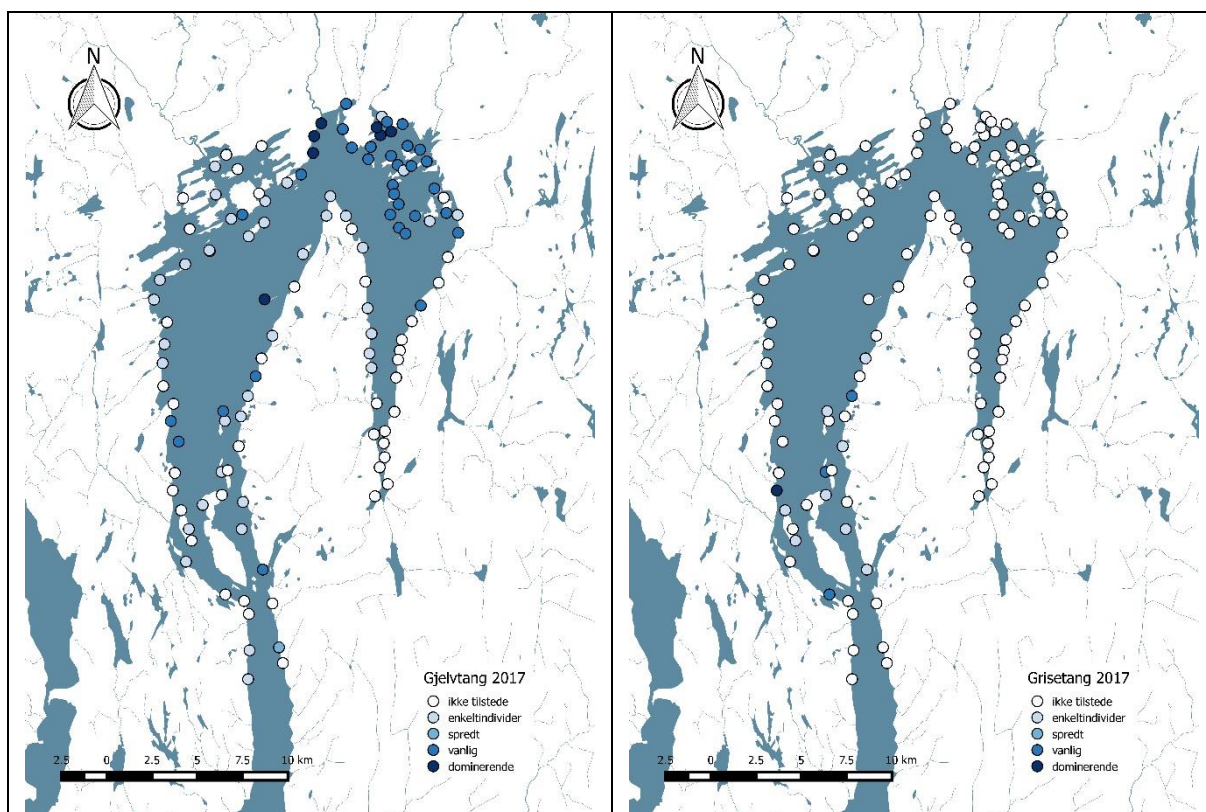 N
Gjelvtang 2017
ikke tilstede
enkeltindivider
spredt
vanlig
dominerende
2.5 0 2.5 5 7.5 10 km
N
Grisetang 2017
ikke tilstede
enkeltindivider
spredt
vanlig
dominerende
2.5 0 2.5 5 7.5 10 km